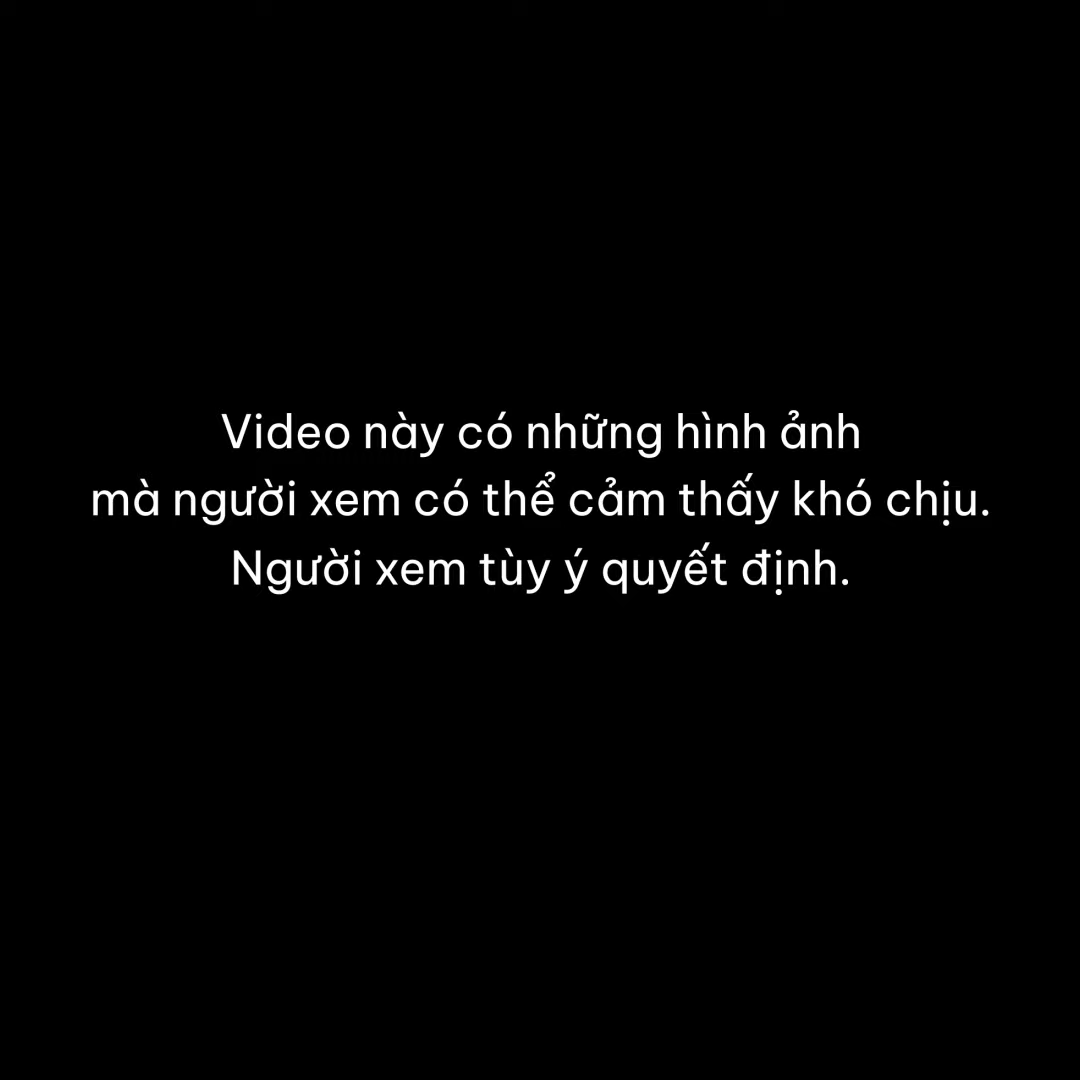 Video này có những hình ảnh
mà người xem có thể cảm thấy khó chịu.
Người xem tùy ý quyết định.